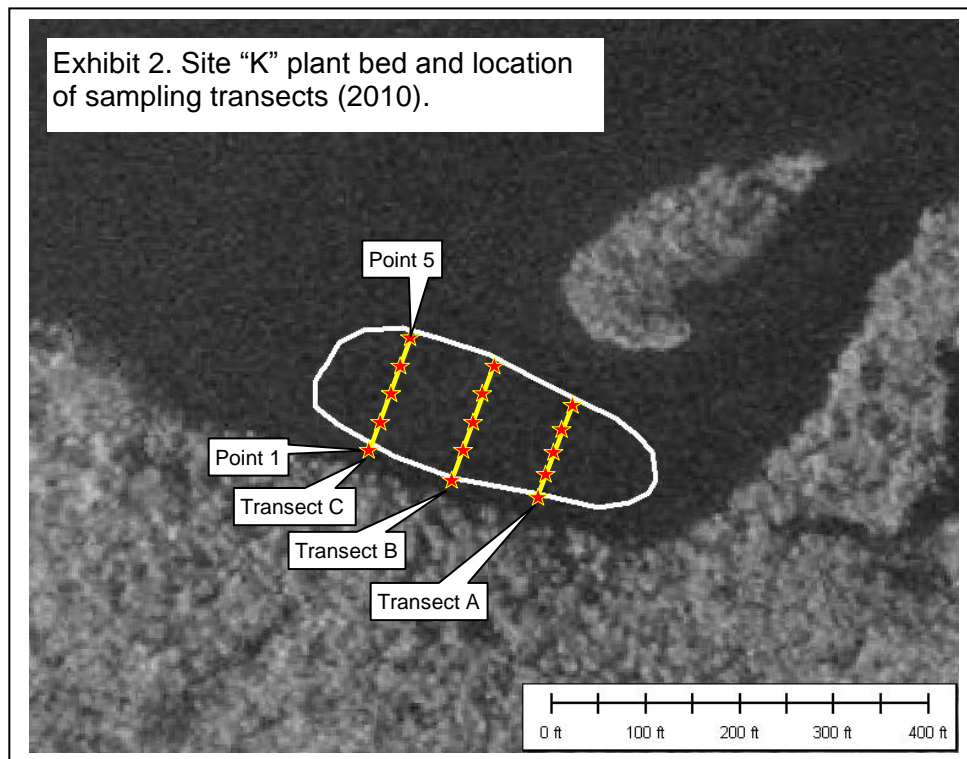 Exhibit 2. Site “K” plant bed and location
of sampling transects (2010).
Point 5
Point 1
Transect C
Transect B
Transect A
0 ft 100 ft 200 ft 300 ft 400 ft